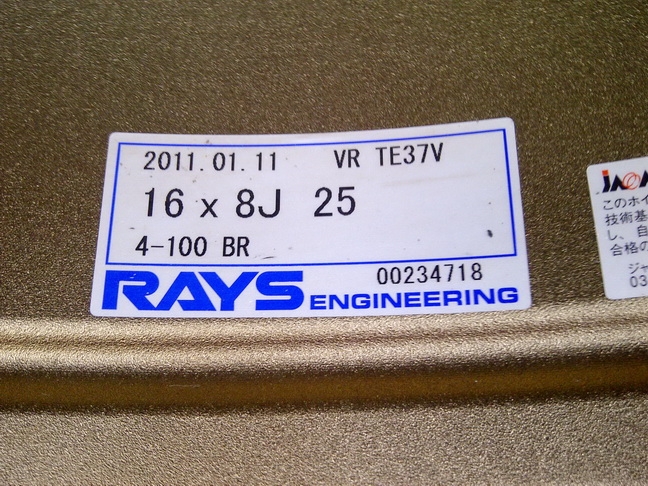 2011.01.11 VR TE37V
16 x 8J 25
4-100 BR
00234718
RAYS ENGINEERING
このホイ
技術基
し、自
合格の
ジャ
03